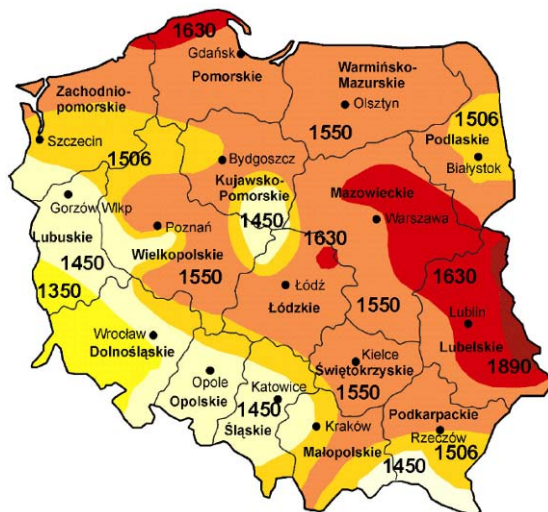 1630
Gdańsk
Pomorskie
Warmińsko-
Mazurskie
Zachodnio-
pomorskie
Olsztyn
1506
Podlaskie
Szczecin
1506
1550
Bydgoszcz
Białystok
Kujawsko-
Pomorskie
Mazowieckie
Gorzów Wlkp
1450
Poznań
Warszawa
Lubuskie
Wielkopolskie
1630
1450
1550
1630
1350
Łódź
1550
Łódzkie
Lublin
Wrocław
Lubelskie
Dolnośląskie
Kielce
1890
Świętokrzyskie
Opole
Katowice
1550
Opolskie
1450
Podkarpackie
Śląskie
Kraków
Rzeczów
Małopolskie
1506
1450